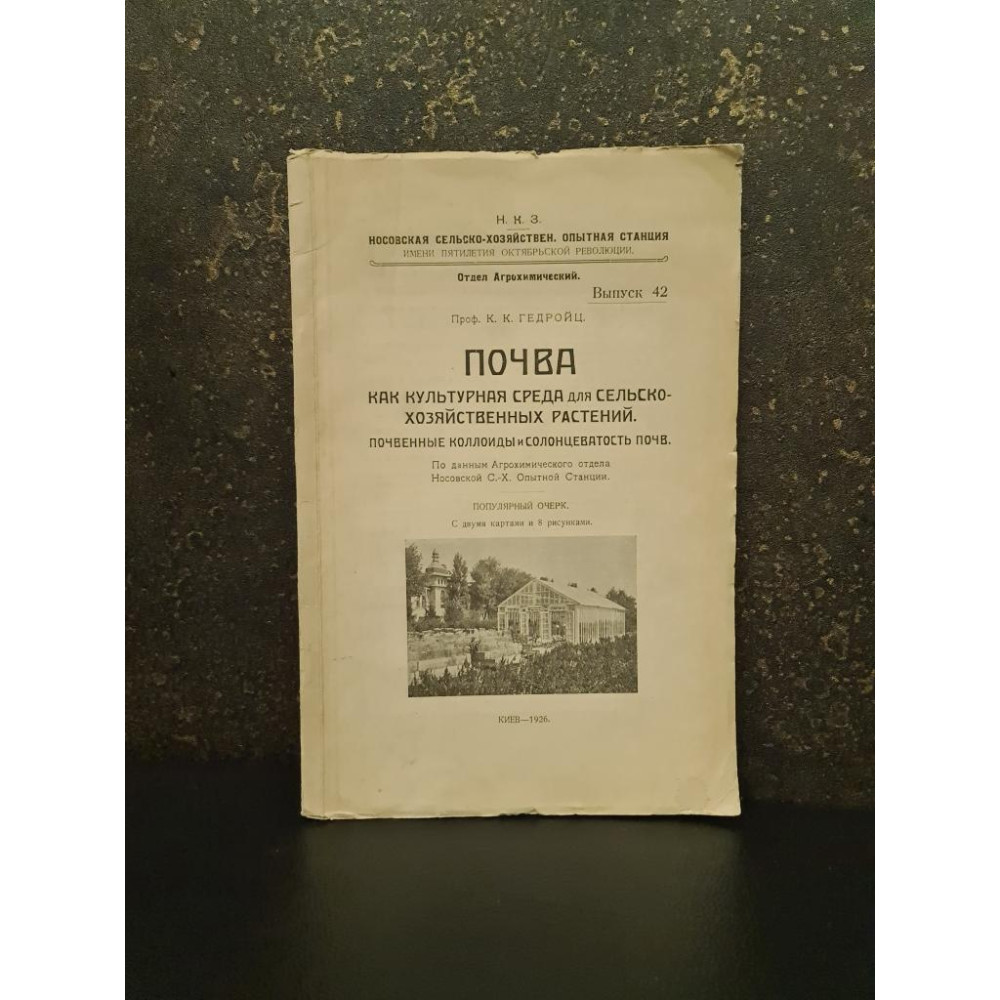 Н. К. З.
НОСОВСКАЯ СЕЛЬСКО-ХОЗЯЙСТВЕН. ОПЫТНАЯ СТАНЦИЯ
ИМЕНИ ПЯТИЛЕТИЯ ОКТЯБРЬСКОЙ РЕВОЛЮЦИИ.
Отдел Агрохимический.
Выпуск 42
Проф. К. К. ГЕДРОЙЦ.
ПОЧВА
КАК КУЛЬТУРНАЯ СРЕДА для СЕЛЬСКО-
ХОЗЯЙСТВЕННЫХ РАСТЕНИЙ.
ПОЧВЕННЫЕ КОЛЛОИДЫ и СОЛОНЦЕВАТОСТЬ ПОЧВ.
По данным Агрохимического отдела
Носовской С.-Х. Опытной Станции.
ПОПУЛЯРНЫЙ ОЧЕРК.
С двумя картами и 8 рисунками.
КИЕВ—1926.